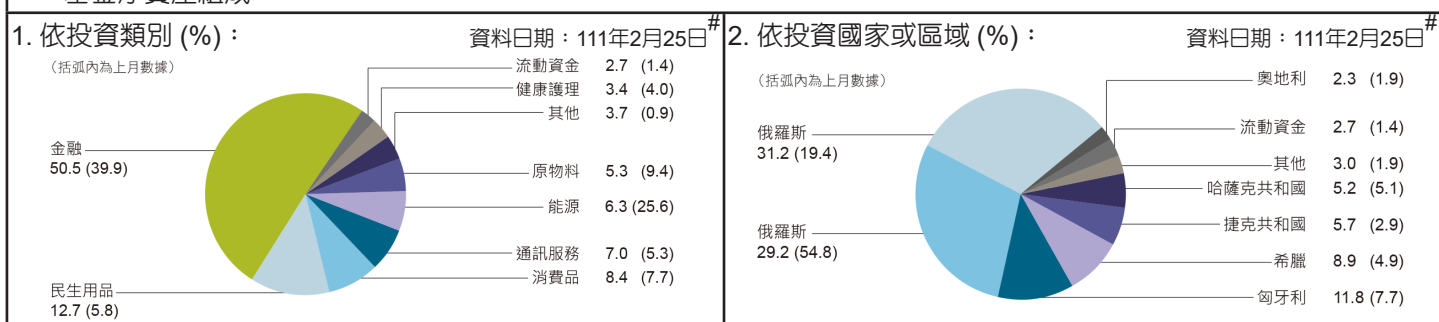 1. 依投資類別 (%)：
資料日期：111年2月25日#
（括弧內為上月數據）
流動資金 2.7 (1.4)
健康護理 3.4 (4.0)
其他 3.7 (0.9)
金融
50.5 (39.9)
原物料 5.3 (9.4)
能源 6.3 (25.6)
通訊服務 7.0 (5.3)
消費品 8.4 (7.7)
民生用品
12.7 (5.8)
2. 依投資國家或區域 (%)：
資料日期：111年2月25日#
（括弧內為上月數據）
奧地利 2.3 (1.9)
俄羅斯
31.2 (19.4)
流動資金 2.7 (1.4)
其他 3.0 (1.9)
哈薩克共和國 5.2 (5.1)
捷克共和國 5.7 (2.9)
俄羅斯
29.2 (54.8)
希臘 8.9 (4.9)
匈牙利 11.8 (7.7)